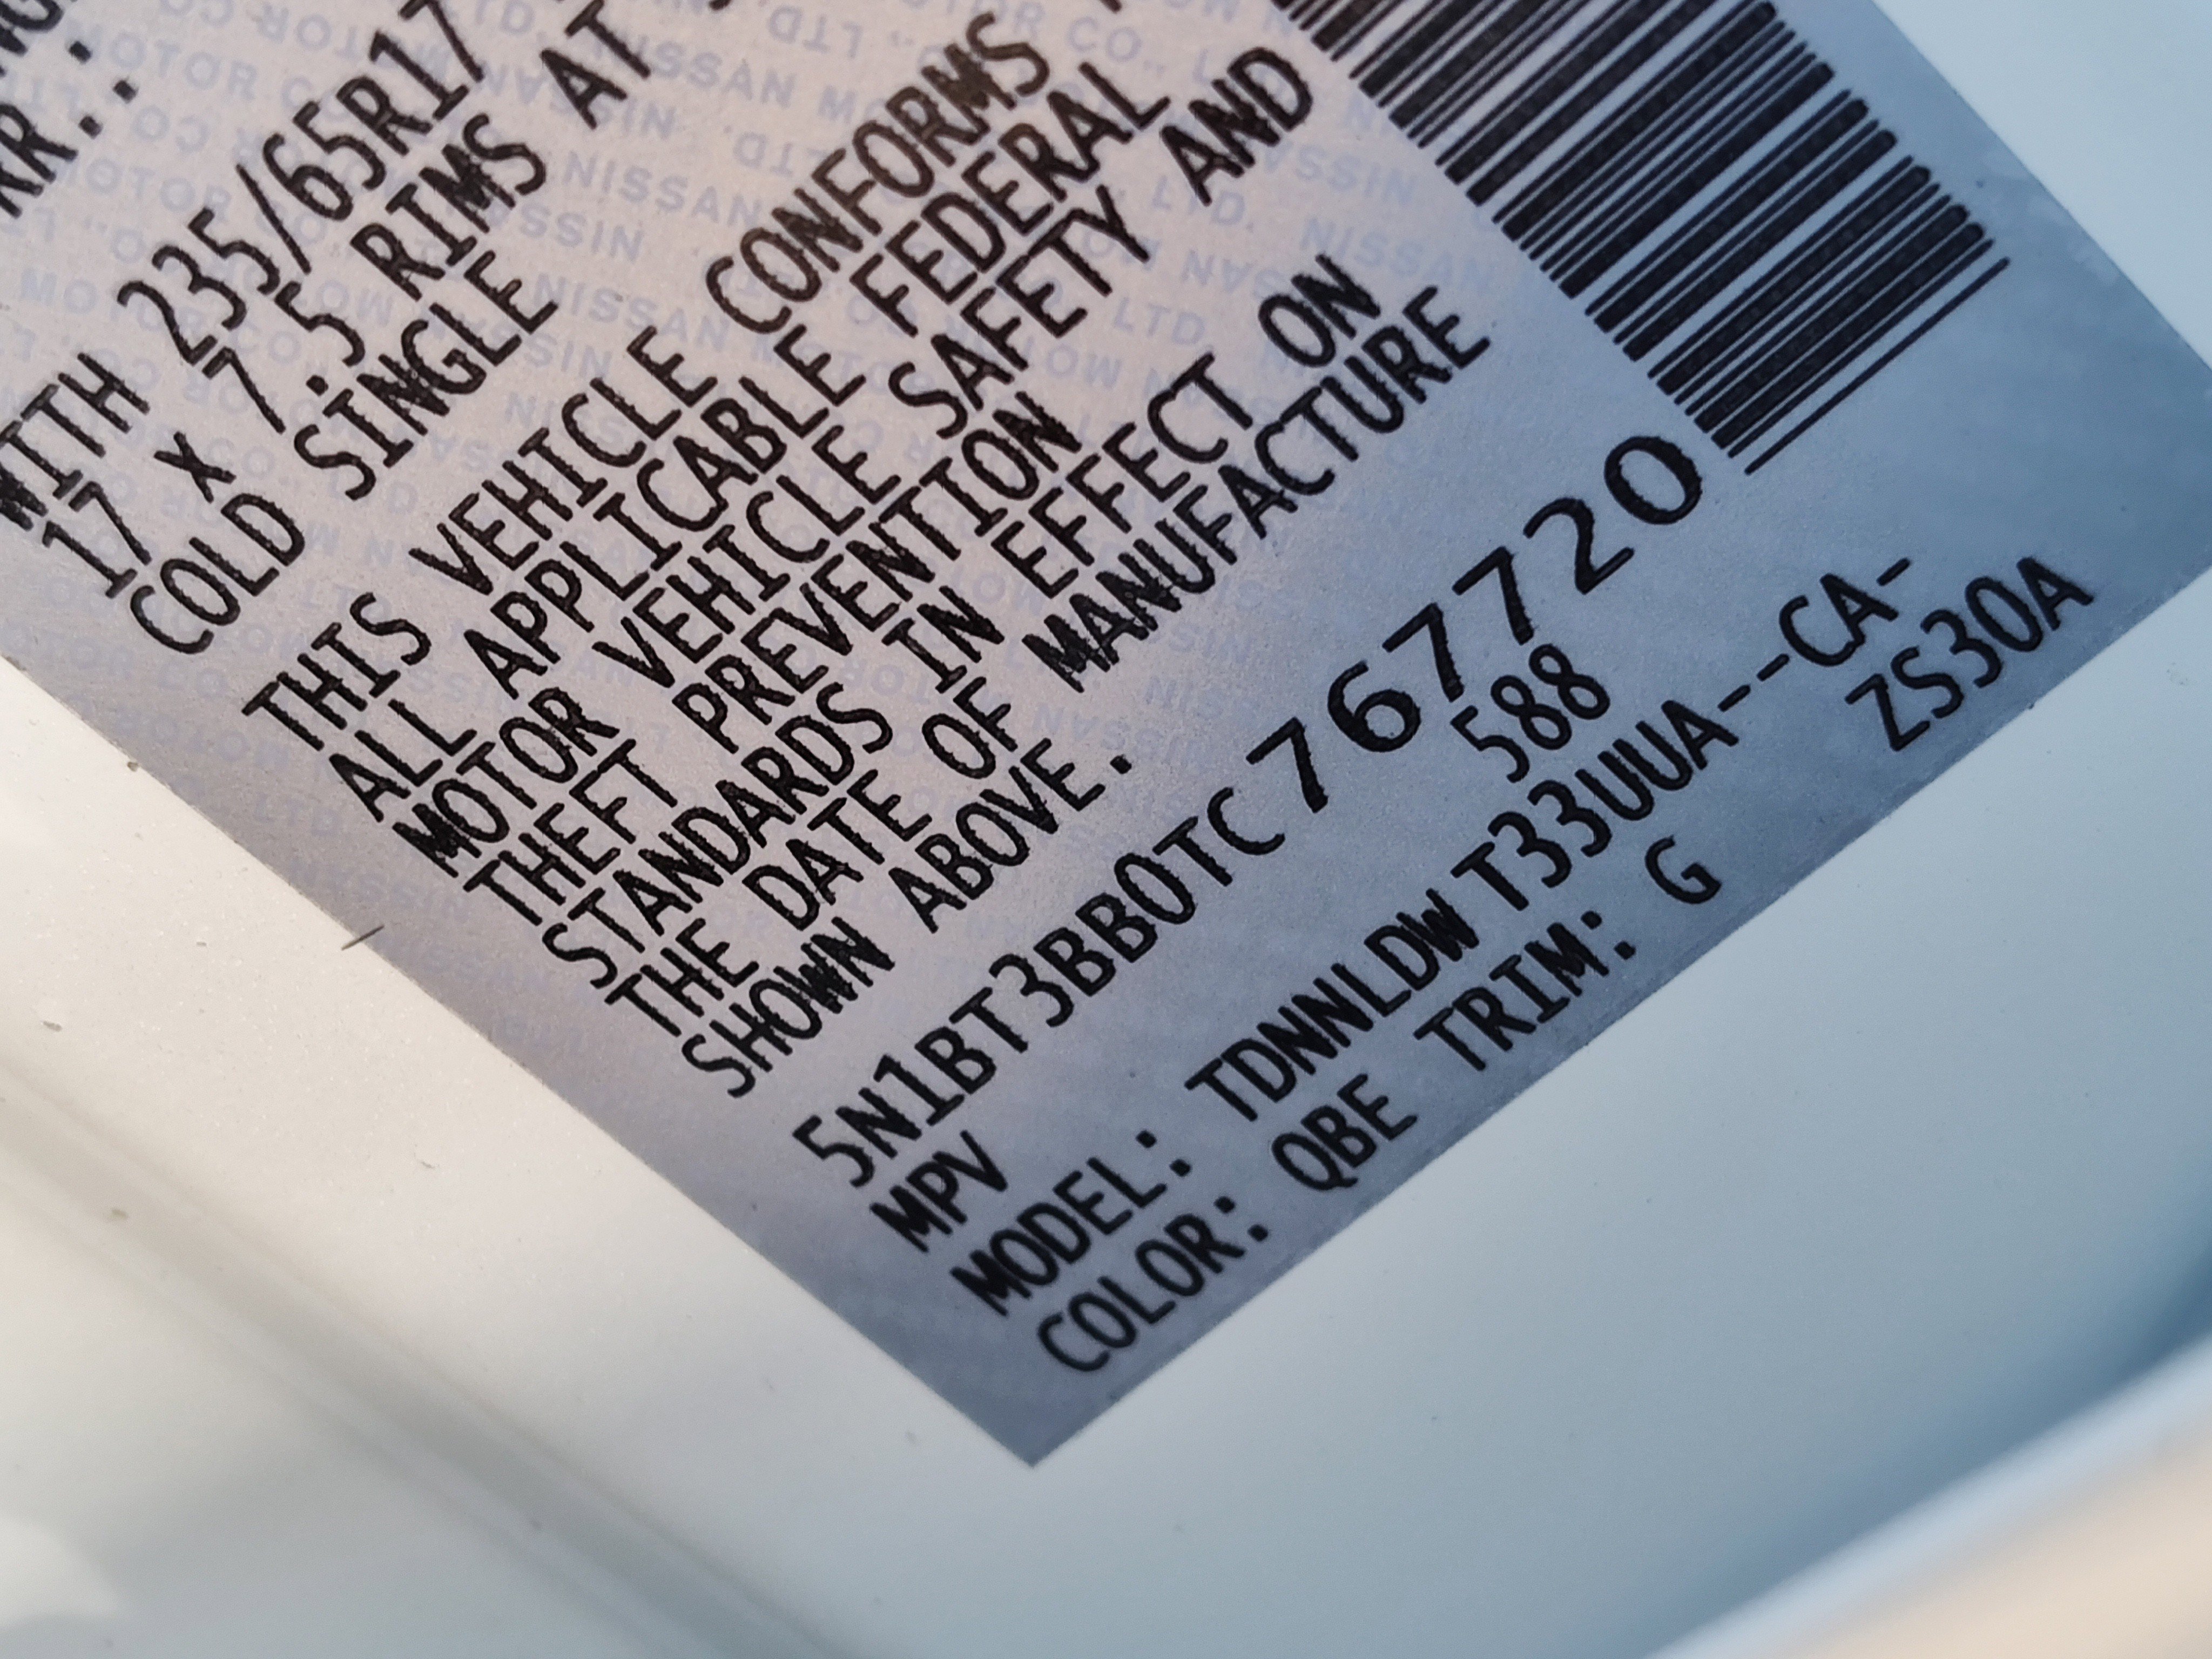 RR.:
WITH 235/65R17
17 x 7.5 RIMS AT
COLD SINGLE
THIS VEHICLE CONFORMS
ALL APPLICABLE FEDERAL
MOTOR VEHICLE SAFETY AND
THEFT PREVENTION
STANDARDS IN EFFECT ON
THE DATE OF MANUFACTURE
SHOWN ABOVE.
5N1BT3BB0TC767720
MPV 588
MODEL: TDNNLDW T33UUA--CA-
ZS30A
COLOR: QBE TRIM: G